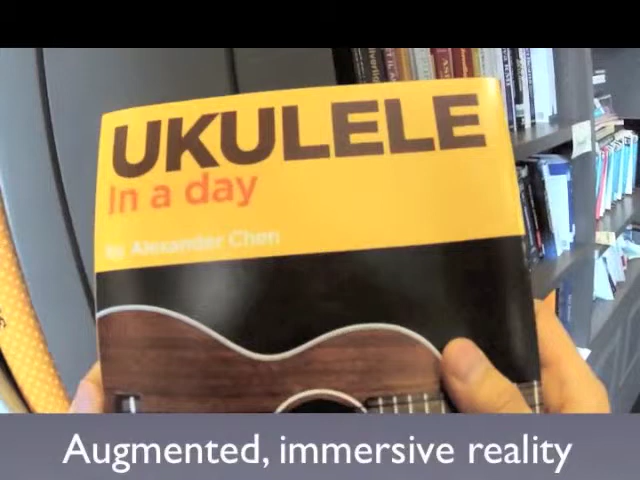 UKULELE
In a day
by Alexander Chen
Augmented, immersive reality